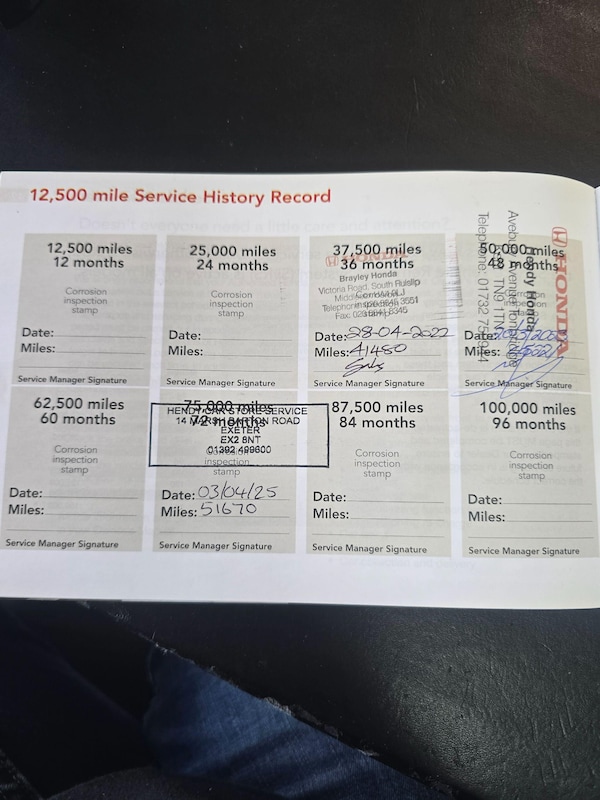 12,500 mile Service History Record
12,500 miles
12 months
Corrosion
inspection
stamp
Date:
Miles:
Service Manager Signature
25,000 miles
24 months
Corrosion
inspection
stamp
Date:
Miles:
Service Manager Signature
37,500 miles
36 months
HONDA
Brayley Honda
Victoria Road, South Ruislip
Date: 28-04-2022
Miles: 41480
Service Manager Signature
50,000 miles
48 months
HONDA
Hendy Honda
Telephone: 01732
Date:
Miles:
Service Manager Signature
62,500 miles
60 months
Corrosion
inspection
stamp
Date:
Miles:
Service Manager Signature
75,000 miles
72 months
HENDY CAR STORE SERVICE
EXETER
EX2 8NT
01392 499600
inspection
stamp
Date: 03/04/25
Miles: 51670
Service Manager Signature
87,500 miles
84 months
Corrosion
inspection
stamp
Date:
Miles:
Service Manager Signature
100,000 miles
96 months
Corrosion
inspection
stamp
Date:
Miles:
Service Manager Signature